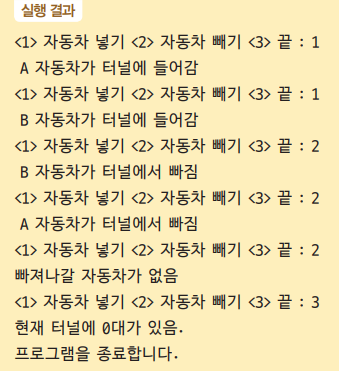 실행 결과
<1> 자동차 넣기 <2> 자동차 빼기 <3> 끝 : 1
A 자동차가 터널에 들어감
<1> 자동차 넣기 <2> 자동차 빼기 <3> 끝 : 1
B 자동차가 터널에 들어감
<1> 자동차 넣기 <2> 자동차 빼기 <3> 끝 : 2
B 자동차가 터널에서 빠짐
<1> 자동차 넣기 <2> 자동차 빼기 <3> 끝 : 2
A 자동차가 터널에서 빠짐
<1> 자동차 넣기 <2> 자동차 빼기 <3> 끝 : 2
빠져나갈 자동차가 없음
<1> 자동차 넣기 <2> 자동차 빼기 <3> 끝 : 3
현재 터널에 0대가 있음.
프로그램을 종료합니다.